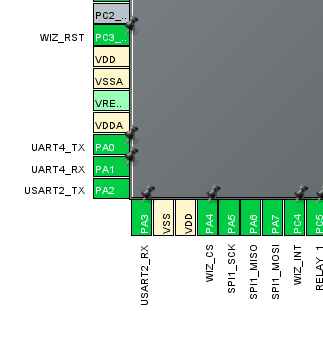 PC2_..
WIZ_RST PC3_..
VDD
VSSA
VRE..
VDDA
UART4_TX PA0
UART4_RX PA1
USART2_TX PA2
PA3 VSS VDD PA4 PA5 PA6 PA7 PC4 PC5
USART2_RX WIZ_CS SPI1_SCK SPI1_MISO SPI1_MOSI WIZ_INT RELAY_1